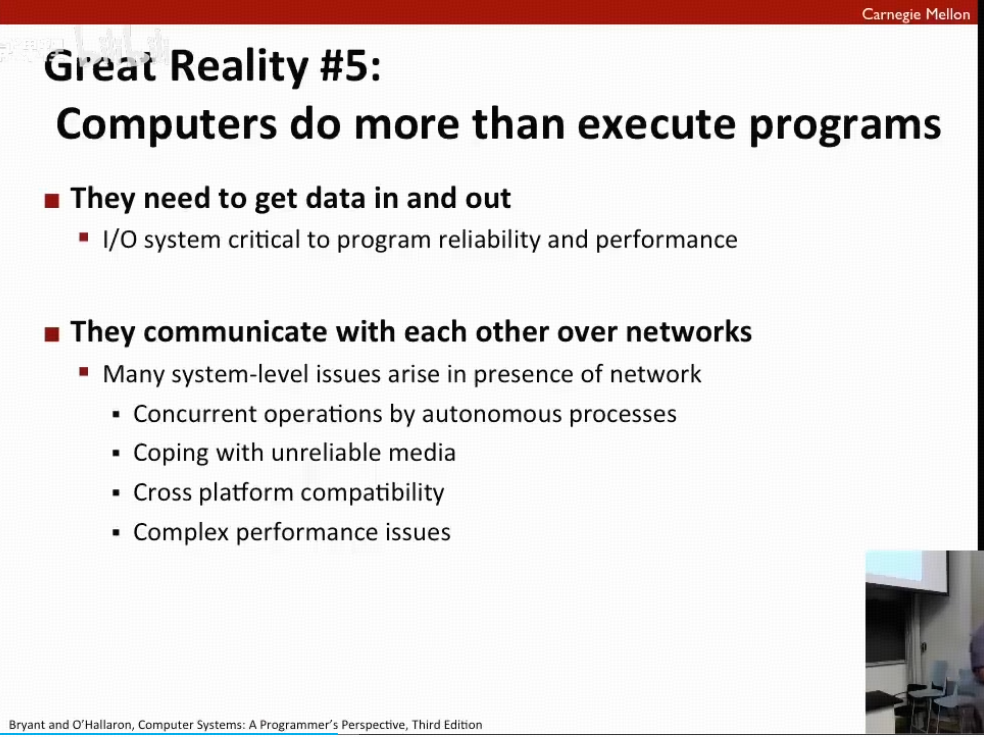 Carnegie Mellon
Great Reality #5:
Computers do more than execute programs
■ They need to get data in and out
▪ I/O system critical to program reliability and performance
■ They communicate with each other over networks
▪ Many system-level issues arise in presence of network
▪ Concurrent operations by autonomous processes
▪ Coping with unreliable media
▪ Cross platform compatibility
▪ Complex performance issues
Bryant and O'Hallaron, Computer Systems: A Programmer's Perspective, Third Edition